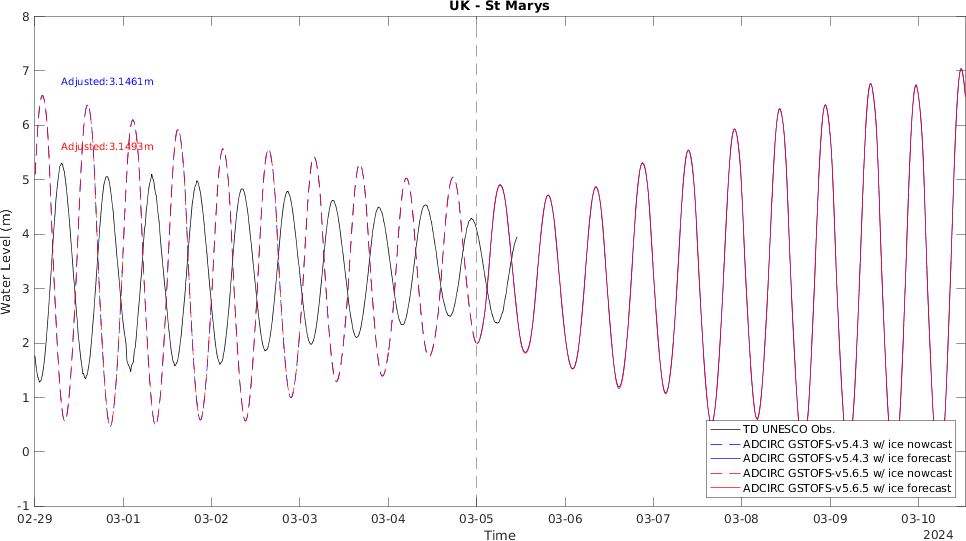 UK - St Marys
8
7
6
5
4
3
2
1
0
-1
Water Level (m)
Adjusted:3.1461m
Adjusted:3.1493m
TD UNESCO Obs.
ADCIRC GSTOFS-v5.4.3 w/ ice nowcast
ADCIRC GSTOFS-v5.4.3 w/ ice forecast
ADCIRC GSTOFS-v5.6.5 w/ ice nowcast
ADCIRC GSTOFS-v5.6.5 w/ ice forecast
02-29 03-01 03-02 03-03 03-04 03-05 03-06 03-07 03-08 03-09 03-10
Time
2024